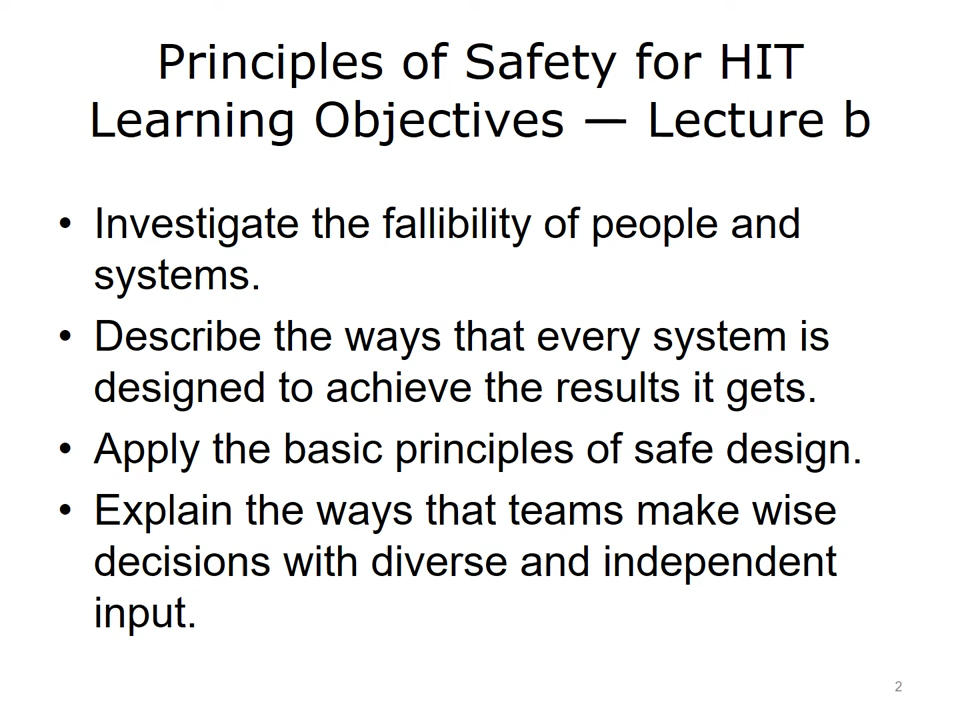 Principles of Safety for HIT
Learning Objectives — Lecture b
• Investigate the fallibility of people and
systems.
• Describe the ways that every system is
designed to achieve the results it gets.
• Apply the basic principles of safe design.
• Explain the ways that teams make wise
decisions with diverse and independent
input.
2